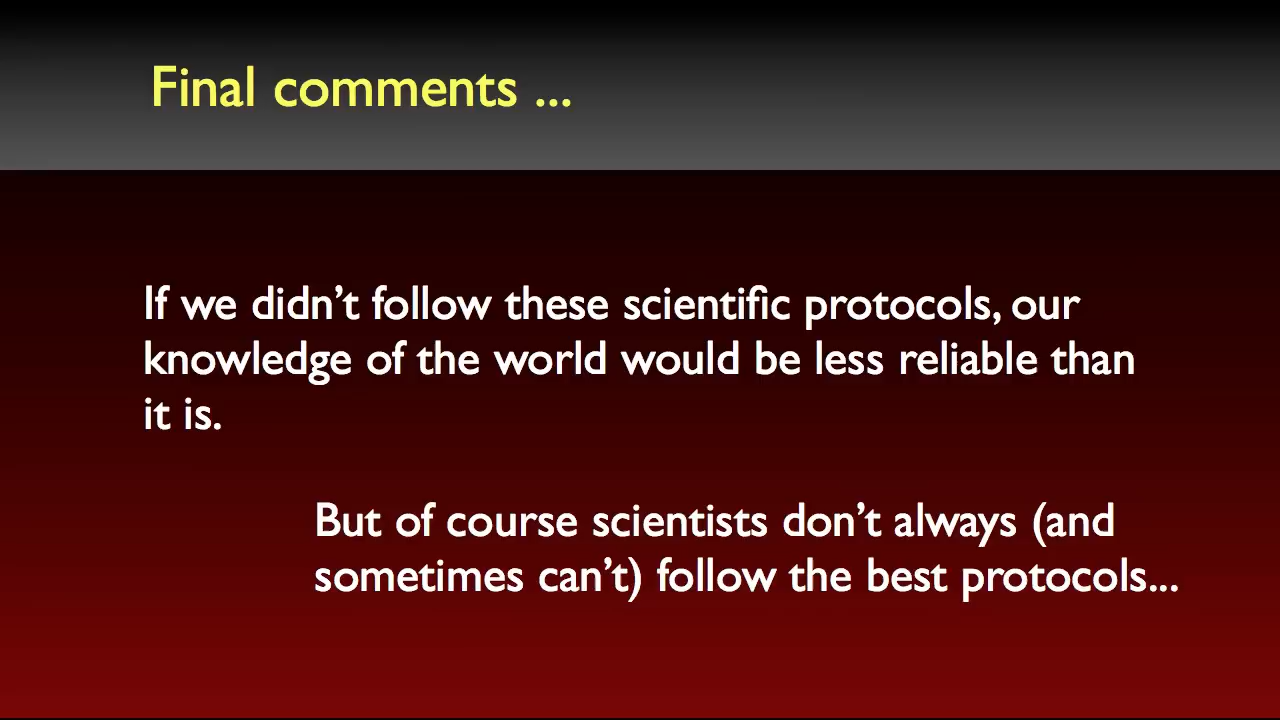 Final comments ...
If we didn’t follow these scientific protocols, our
knowledge of the world would be less reliable than
it is.
But of course scientists don’t always (and
sometimes can’t) follow the best protocols...